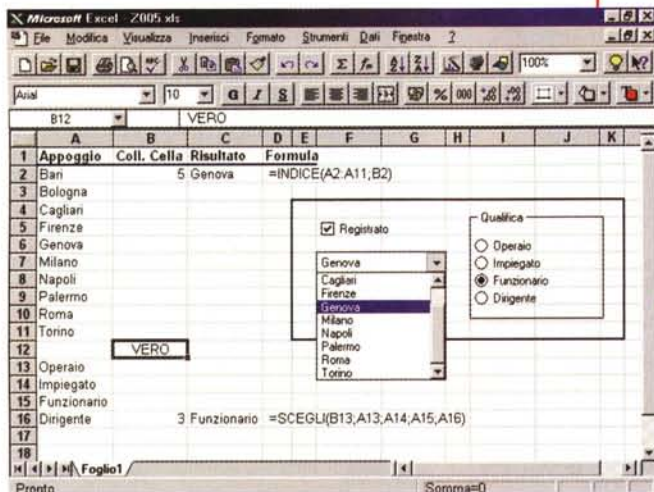 Microsoft Excel - Z005.xls
File Modifica Visualizza Inserisci Formato Strumenti Dati Finestra ?
100%
Arial 10 G I S % 000
B12 VERO
A B C D E F G H I J K
1 Appoggio Coll. Cella Risultato Formula
2 Bari 5 Genova =INDICE(A2:A11;B2)
3 Bologna
4 Cagliari
5 Firenze
6 Genova
7 Milano
8 Napoli
9 Palermo
10 Roma
11 Torino
12 VERO
13 Operaio
14 Impiegato
15 Funzionario
16 Dirigente 3 Funzionario =SCEGLI(B13;A13;A14;A15;A16)
17
18
Registrato
Genova
Cagliari
Firenze
Genova
Milano
Napoli
Palermo
Roma
Torino
Qualifica
Operaio
Impiegato
Funzionario
Dirigente
Foglio1
Pronto Somma=0